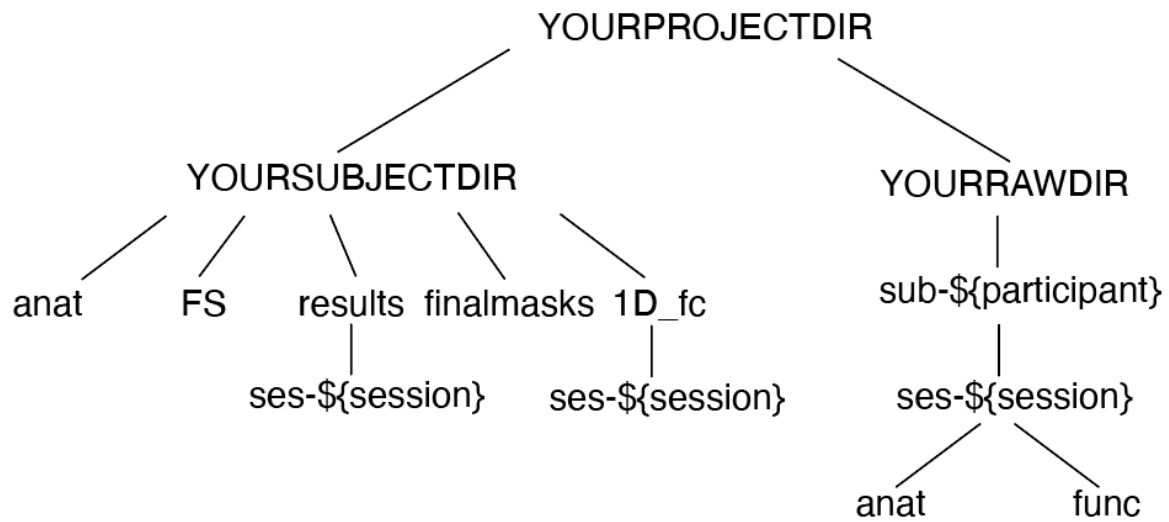 YOURPROJECTDIR
YOURSUBJECTDIR YOURRAWDIR
anat FS results finalmasks 1D_fc sub-${participant}
ses-${session} ses-${session} ses-${session}
anat func